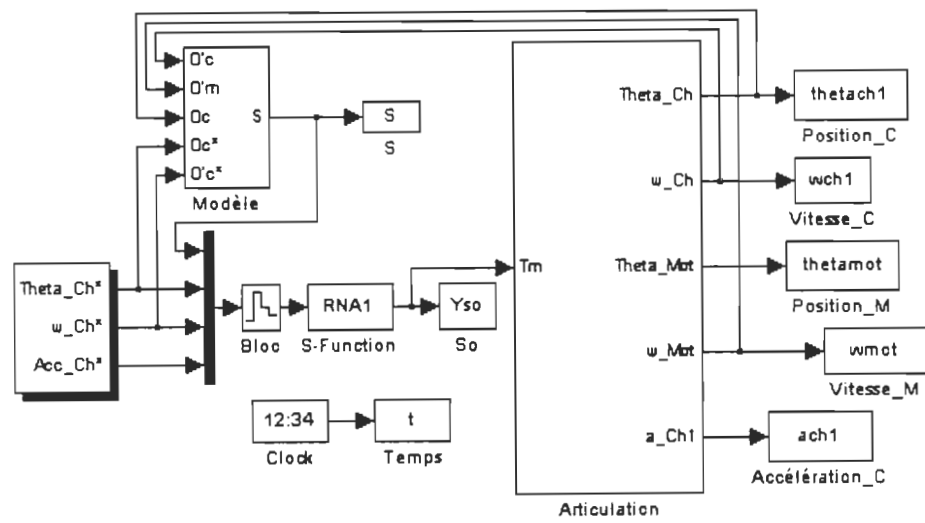 O'c
O'm
Oc
Oc*
O'c*
S
Modèle
S
S
Theta_Ch*
w_Ch*
Acc_Ch*
Bloc
RNA1
S-Function
Yso
So
12:34
Clock
t
Temps
Tm
Theta_Ch
w_Ch
Theta_Mot
w_Mot
a_Ch1
Articulation
thetach1
Position_C
wch1
Vitesse_C
thetamot
Position_M
wmot
Vitesse_M
ach1
Accélération_C